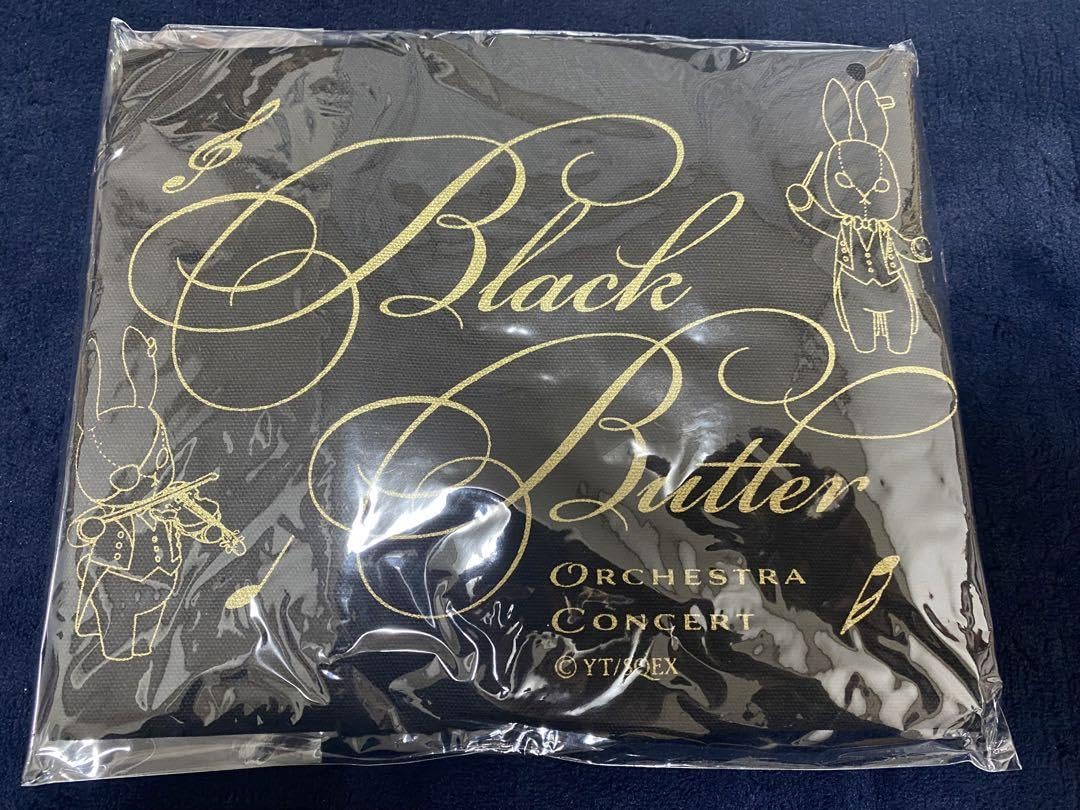 Black
Butler
ORCHESTRA
CONCERT
© YT/SQEX